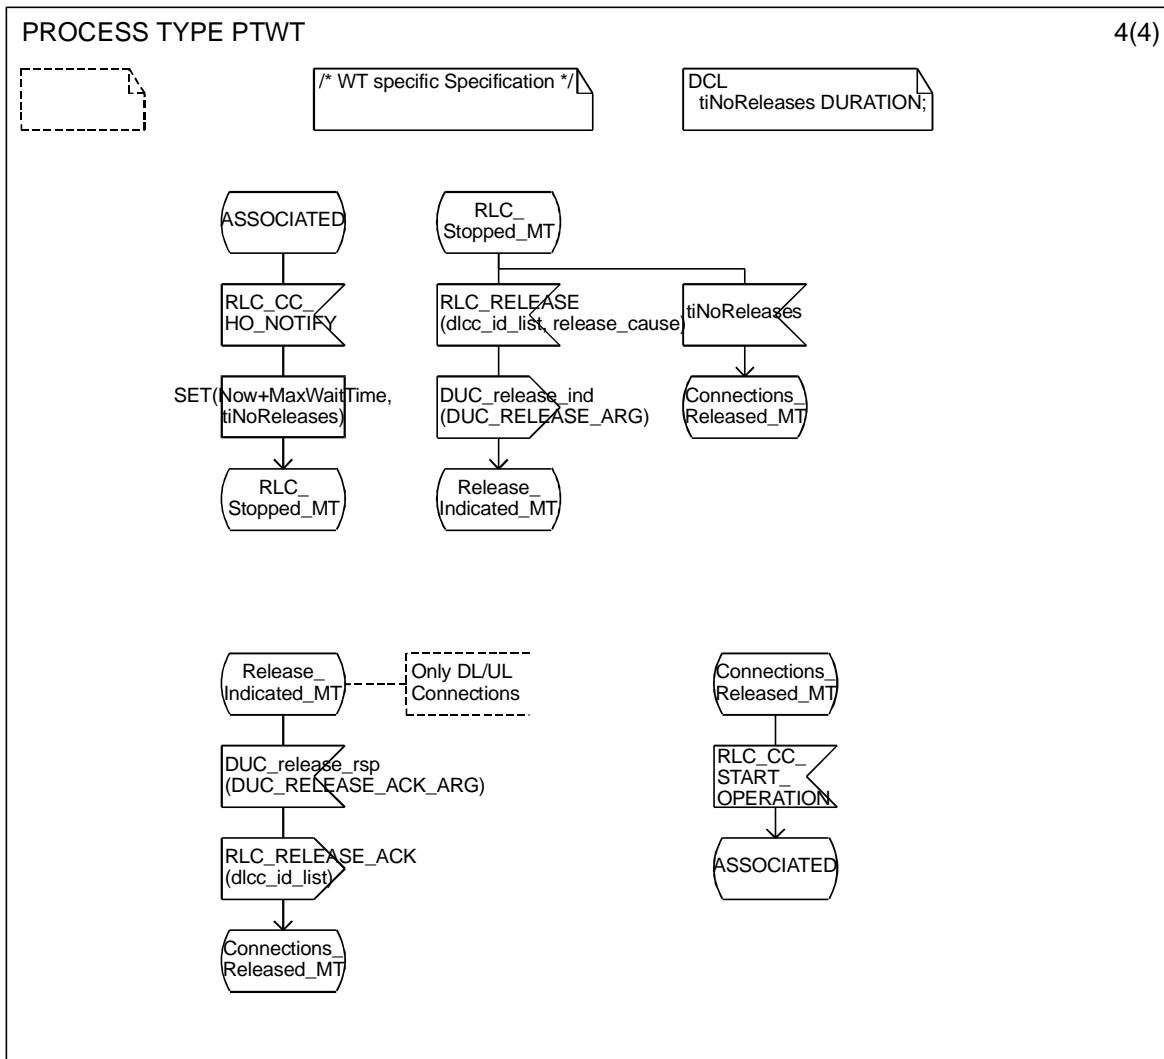 PROCESS TYPE PTWT
4(4)
/* WT specific Specification */
DCL
tiNoReleases DURATION;
ASSOCIATED
RLC_CC_
HO_NOTIFY
SET(Now+MaxWaitTime,
tiNoReleases)
RLC_
Stopped_MT
RLC_
Stopped_MT
RLC_RELEASE
(dlcc_id_list, release_cause)
DUC_release_ind
(DUC_RELEASE_ARG)
Release_
Indicated_MT
tiNoReleases
Connections_
Released_MT
Release_
Indicated_MT
Only DL/UL
Connections
DUC_release_rsp
(DUC_RELEASE_ACK_ARG)
RLC_RELEASE_ACK
(dlcc_id_list)
Connections_
Released_MT
Connections_
Released_MT
RLC_CC_
START_
OPERATION
ASSOCIATED